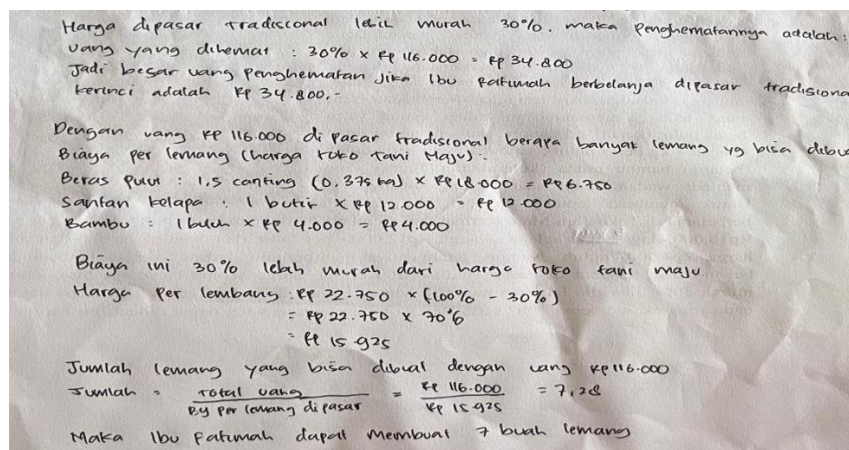 Harga dipasar tradisconal lebih murah 30%. maka penghematannya adalah:
Uang yang dihemat : 30% x Rp 116.000 = Rp 34.800
Jadi besar uang penghematan jika Ibu Fatimah berbelanja dipasar tradisiona
kerinci adalah Rp 34.800,-
Dengan uang Rp 116.000 di pasar tradisional berapa banyak lemang yg bisa dibua
Biaya per lemang (harga toko tani Maju):
Beras pulut : 1,5 canting (0.375 kg) x Rp 18.000 = Rp 6.750
Santan kelapa : 1 butir x Rp 12.000 = Rp 12.000
Bambu : 1 buluh x Rp 4.000 = Rp 4.000
Biaya ini 30% lebih murah dari harga toko tani maju
Harga per lembang : Rp 22.750 x (100% - 30%)
= Rp 22.750 x 70%
= Rp 15 925
Jumlah lemang yang bisa dibuat dengan uang Rp 116.000
Jumlah = Total uang / By per lemang di pasar = Rp 116.000 / Rp 15 925 = 7,28
Maka Ibu Fatimah dapat membuat 7 buah lemang